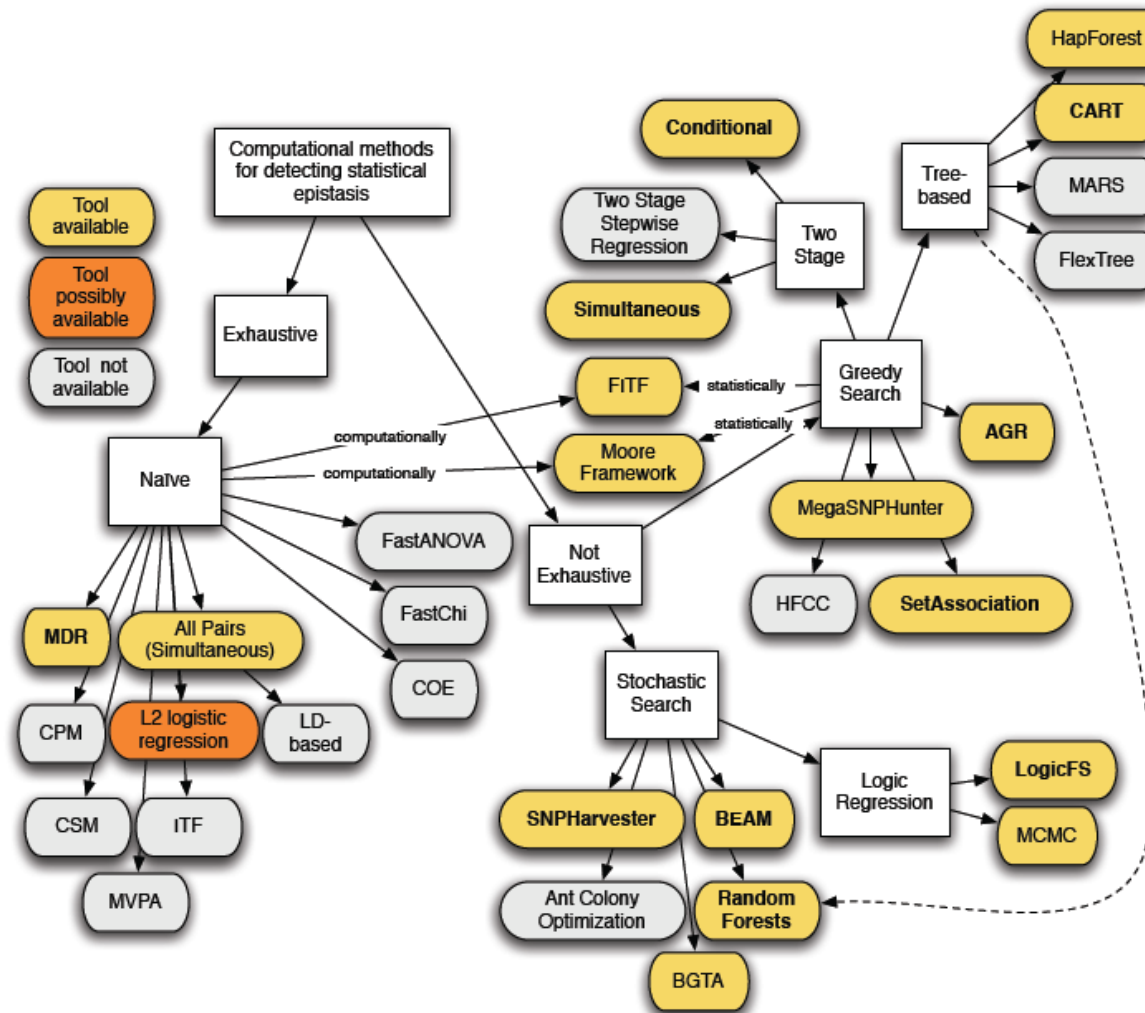 HapForest
Conditional
CART
Computational methods
for detecting statistical
epistasis
Tree-
based
MARS
Tool
available
Two Stage
Stepwise
Regression
Two
Stage
FlexTree
Tool
possibly
available
Simultaneous
Exhaustive
Tool not
available
FITF
statistically
Greedy
Search
statistically
AGR
computationally
Moore
Framework
computationally
Naïve
MegaSNPHunter
FastANOVA
Not
Exhaustive
HFCC
SetAssociation
FastChi
MDR
All Pairs
(Simultaneous)
COE
Stochastic
Search
CPM
L2 logistic
regression
LD-
based
LogicFS
Logic
Regression
CSM
ITF
SNPHarvester
BEAM
MCMC
MVPA
Ant Colony
Optimization
Random
Forests
BGTA